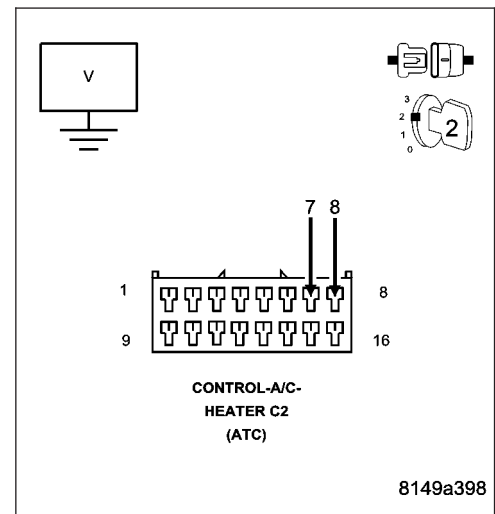 V
3
2
1
0
2
7 8
1 8
9 16
CONTROL-A/C-
HEATER C2
(ATC)
8149a398